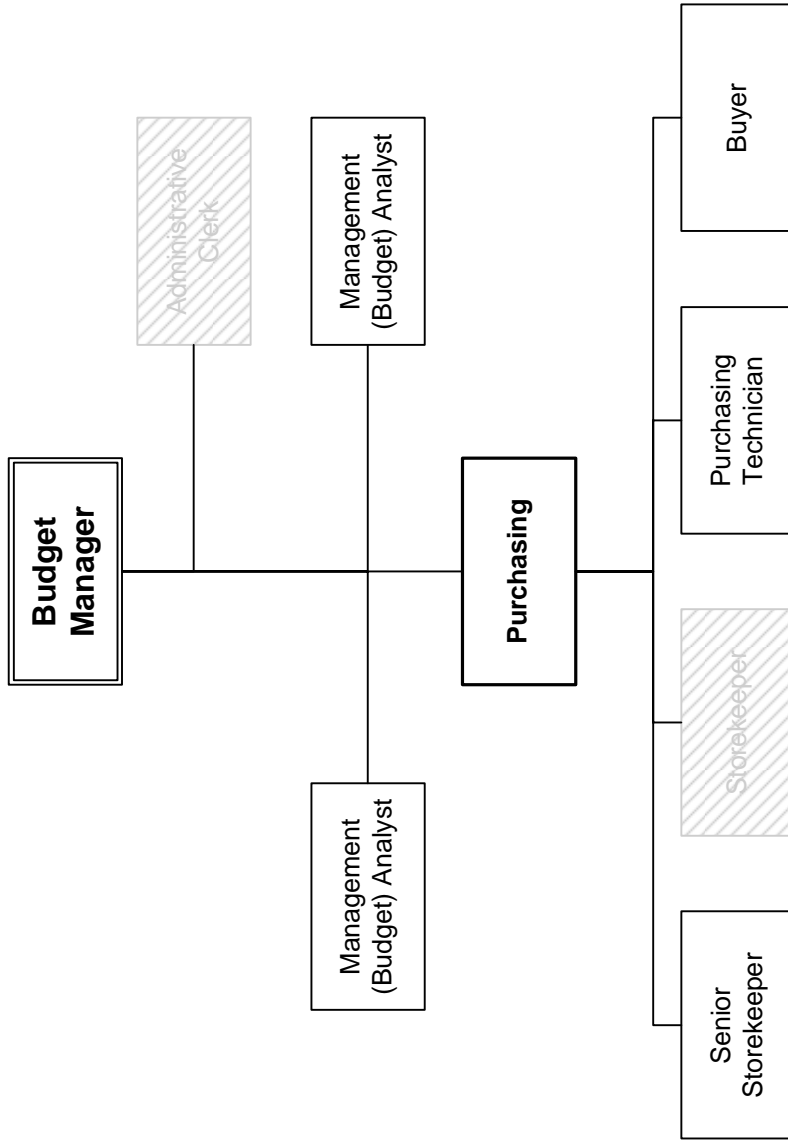 Budget
Manager
Administrative
Clerk
Management
(Budget) Analyst
Management
(Budget) Analyst
Purchasing
Senior
Storekeeper
Storekeeper
Purchasing
Technician
Buyer